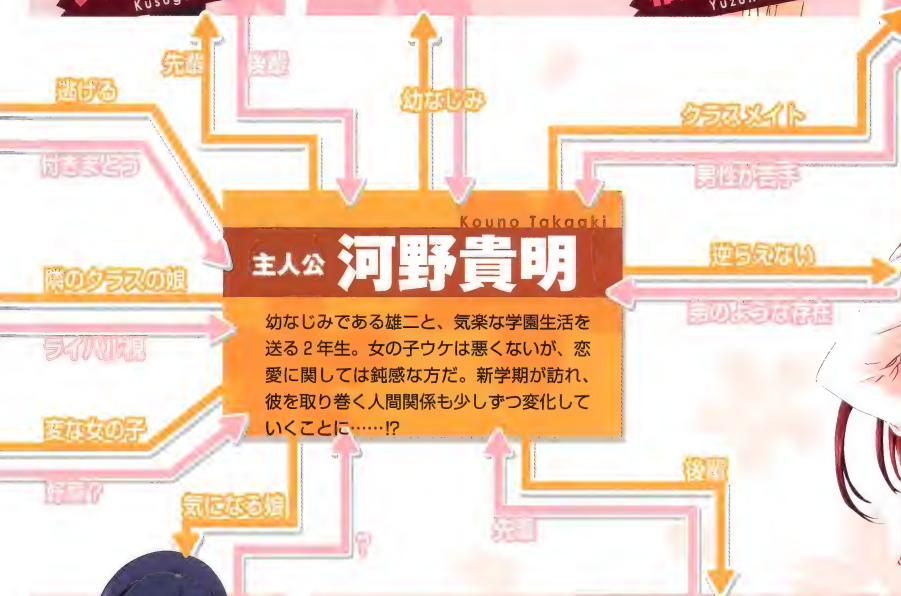 先輩
後輩
逃げる
幼なじみ
クラスメイト
付きまとう
男性が苦手
Kouno Takaaki
主人公 河野貴明
逆らえない
隣のクラスの娘
弟のような存在
ライバル視
幼なじみである雄二と、気楽な学園生活を
送る2年生。女の子ウケは悪くないが、恋
愛に関しては鈍感な方だ。新学期が訪れ、
彼を取り巻く人間関係も少しずつ変化して
いくことに……!?
変な女の子
好意?
後輩
気になる娘
先輩
?